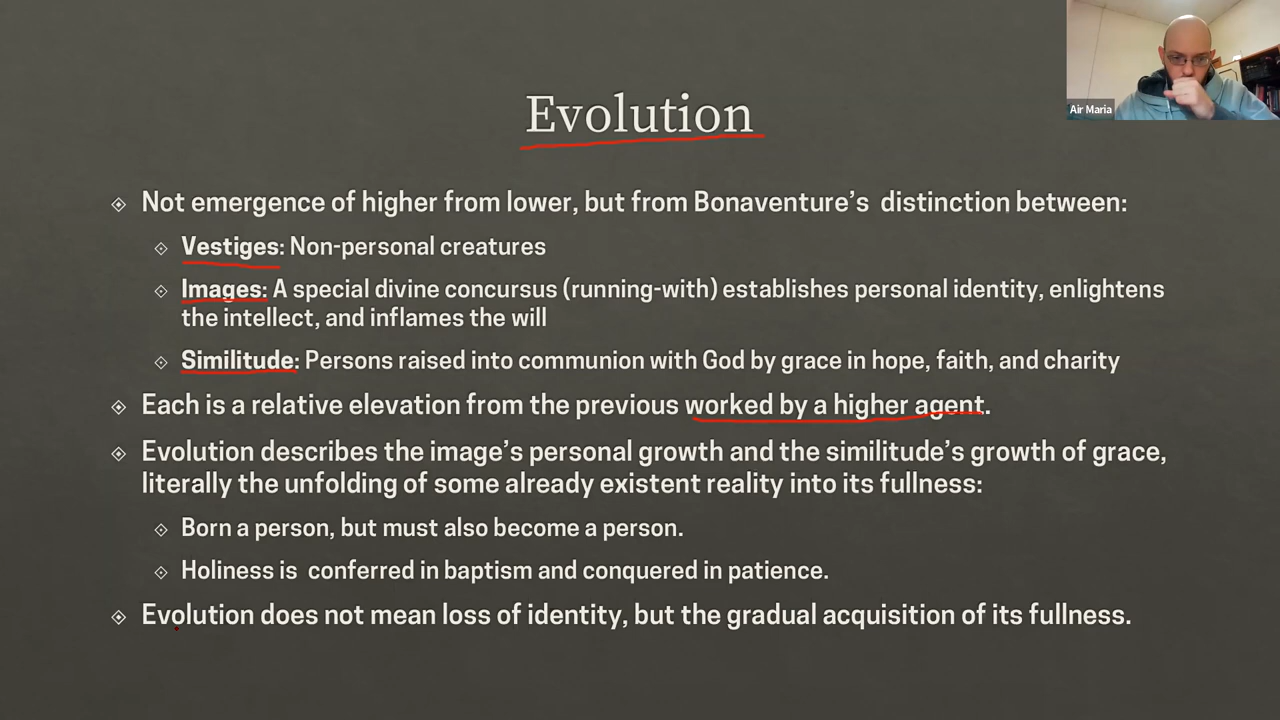 Air Maria
Evolution
Not emergence of higher from lower, but from Bonaventure's distinction between:
Vestiges: Non-personal creatures
Images: A special divine concursus (running-with) establishes personal identity, enlightens
the intellect, and inflames the will
Similitude: Persons raised into communion with God by grace in hope, faith, and charity
Each is a relative elevation from the previous worked by a higher agent.
Evolution describes the image's personal growth and the similitude's growth of grace,
literally the unfolding of some already existent reality into its fullness:
Born a person, but must also become a person.
Holiness is conferred in baptism and conquered in patience.
Evolution does not mean loss of identity, but the gradual acquisition of its fullness.